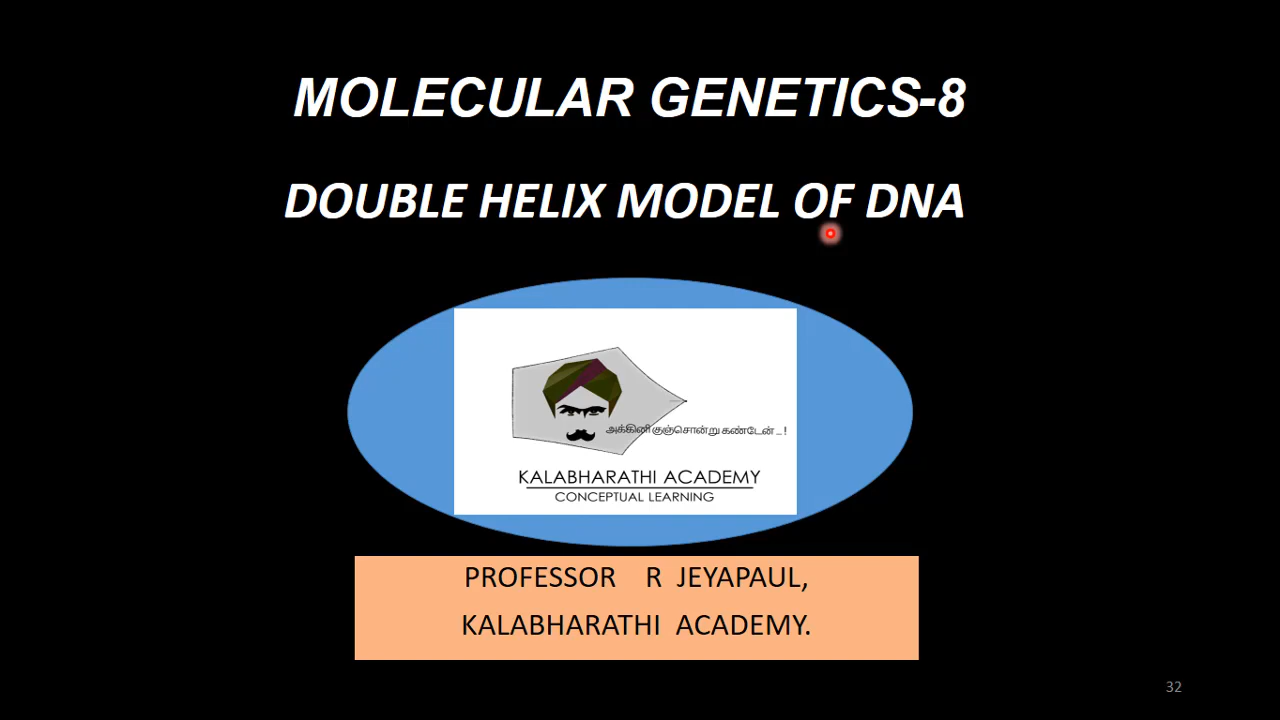 MOLECULAR GENETICS-8
DOUBLE HELIX MODEL OF DNA
அக்கினி குஞ்சொன்று கண்டேன் ...!
KALABHARATHI ACADEMY
CONCEPTUAL LEARNING
PROFESSOR R JEYAPAUL,
KALABHARATHI ACADEMY.
32